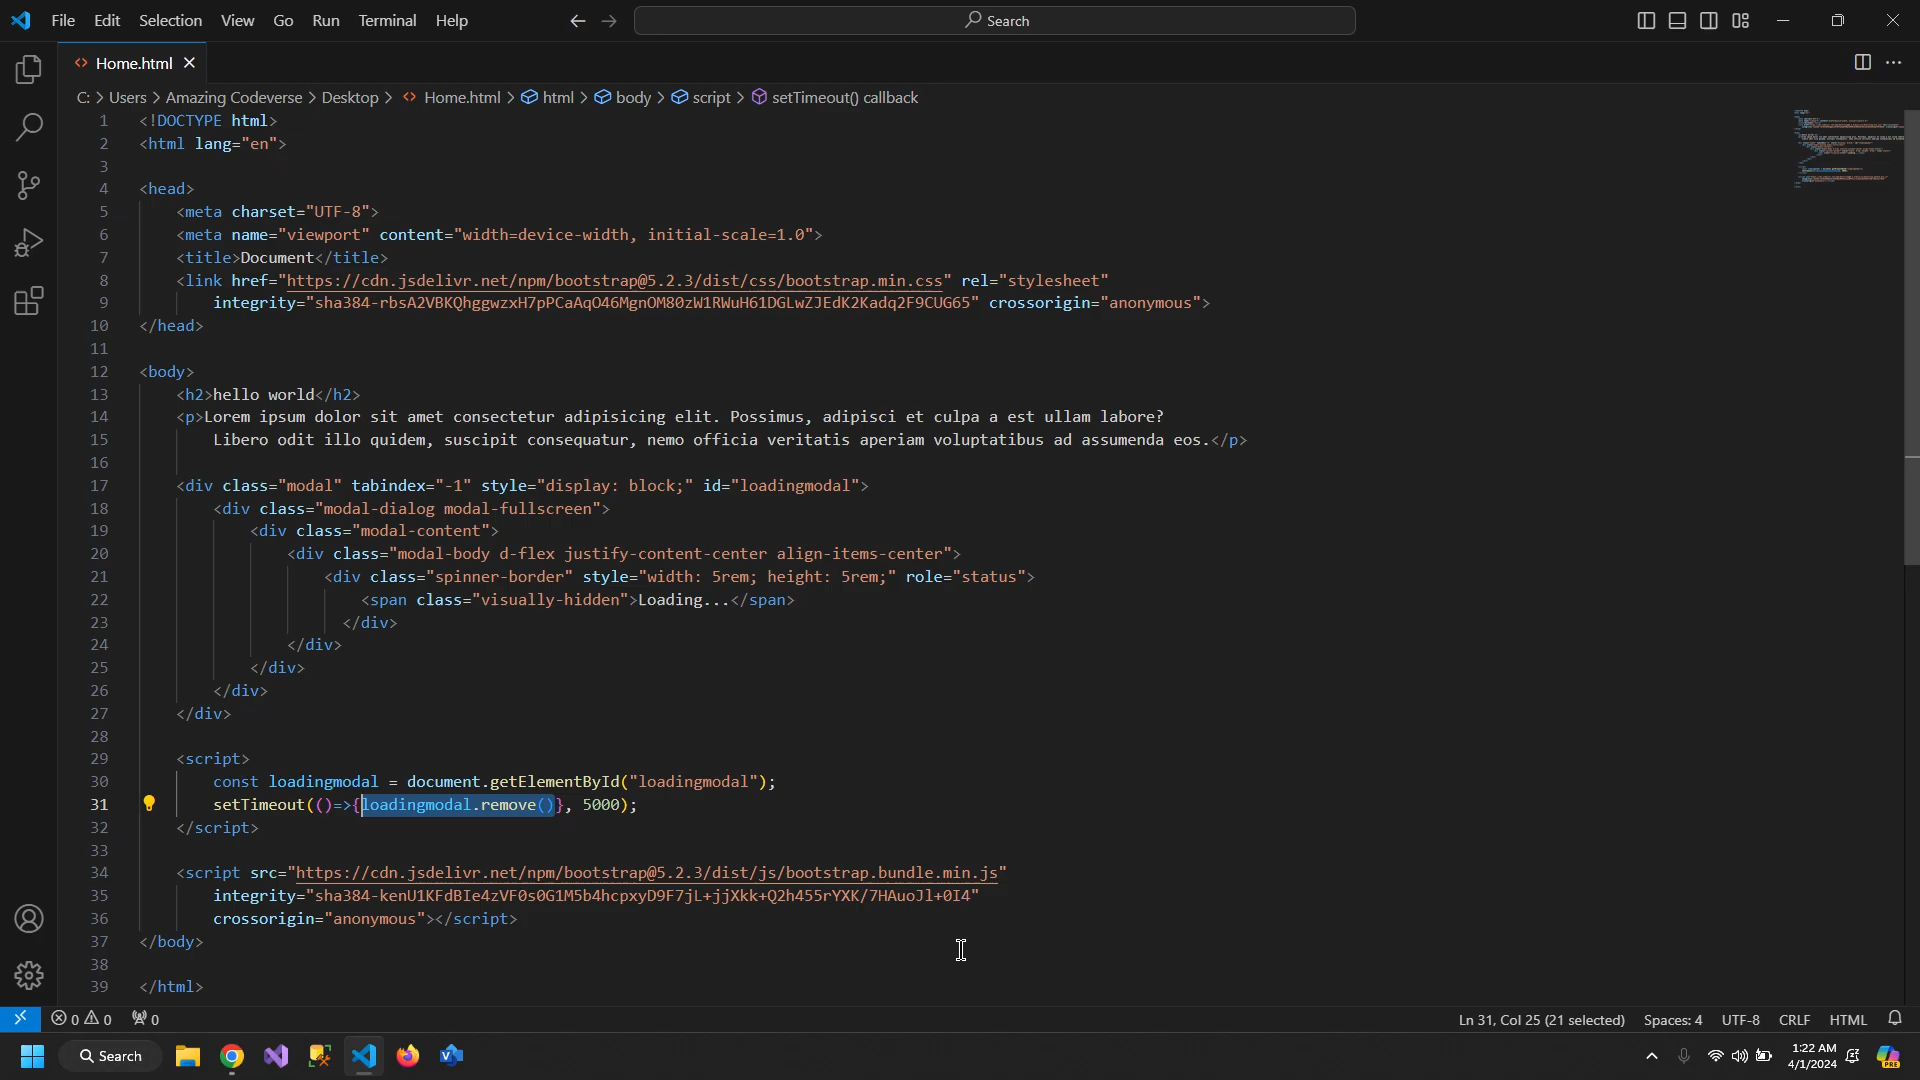 File Edit Selection View Go Run Terminal Help Search
Home.html
C: > Users > Amazing Codeverse > Desktop > Home.html > html > body > script > setTimeout() callback
1 <!DOCTYPE html>
2 <html lang="en">
3
4 <head>
5 <meta charset="UTF-8">
6 <meta name="viewport" content="width=device-width, initial-scale=1.0">
7 <title>Document</title>
8 <link href="https://cdn.jsdelivr.net/npm/bootstrap@5.2.3/dist/css/bootstrap.min.css" rel="stylesheet"
9 integrity="sha384-rbsA2VBKQhggwzxH7pPCaAqO46MgnOM80zW1RWuH61DGLwZJEdK2Kadq2F9CUG65" crossorigin="anonymous">
10 </head>
11
12 <body>
13 <h2>hello world</h2>
14 <p>Lorem ipsum dolor sit amet consectetur adipisicing elit. Possimus, adipisci et culpa a est ullam labore?
15 Libero odit illo quidem, suscipit consequatur, nemo officia veritatis aperiam voluptatibus ad assumenda eos.</p>
16
17 <div class="modal" tabindex="-1" style="display: block;" id="loadingmodal">
18 <div class="modal-dialog modal-fullscreen">
19 <div class="modal-content">
20 <div class="modal-body d-flex justify-content-center align-items-center">
21 <div class="spinner-border" style="width: 5rem; height: 5rem;" role="status">
22 <span class="visually-hidden">Loading...</span>
23 </div>
24 </div>
25 </div>
26 </div>
27 </div>
28
29 <script>
30 const loadingmodal = document.getElementById("loadingmodal");
31 setTimeout(()=>{loadingmodal.remove()}, 5000);
32 </script>
33
34 <script src="https://cdn.jsdelivr.net/npm/bootstrap@5.2.3/dist/js/bootstrap.bundle.min.js"
35 integrity="sha384-kenU1KFdBIe4zVF0s0G1M5b4hcpxyD9F7jL+jjXkk+Q2h455rYXK/7HAuoJl+0I4"
36 crossorigin="anonymous"></script>
37 </body>
38
39 </html>
0 0 0 Ln 31, Col 25 (21 selected) Spaces: 4 UTF-8 CRLF HTML
Search 1:22 AM
4/1/2024
PRE